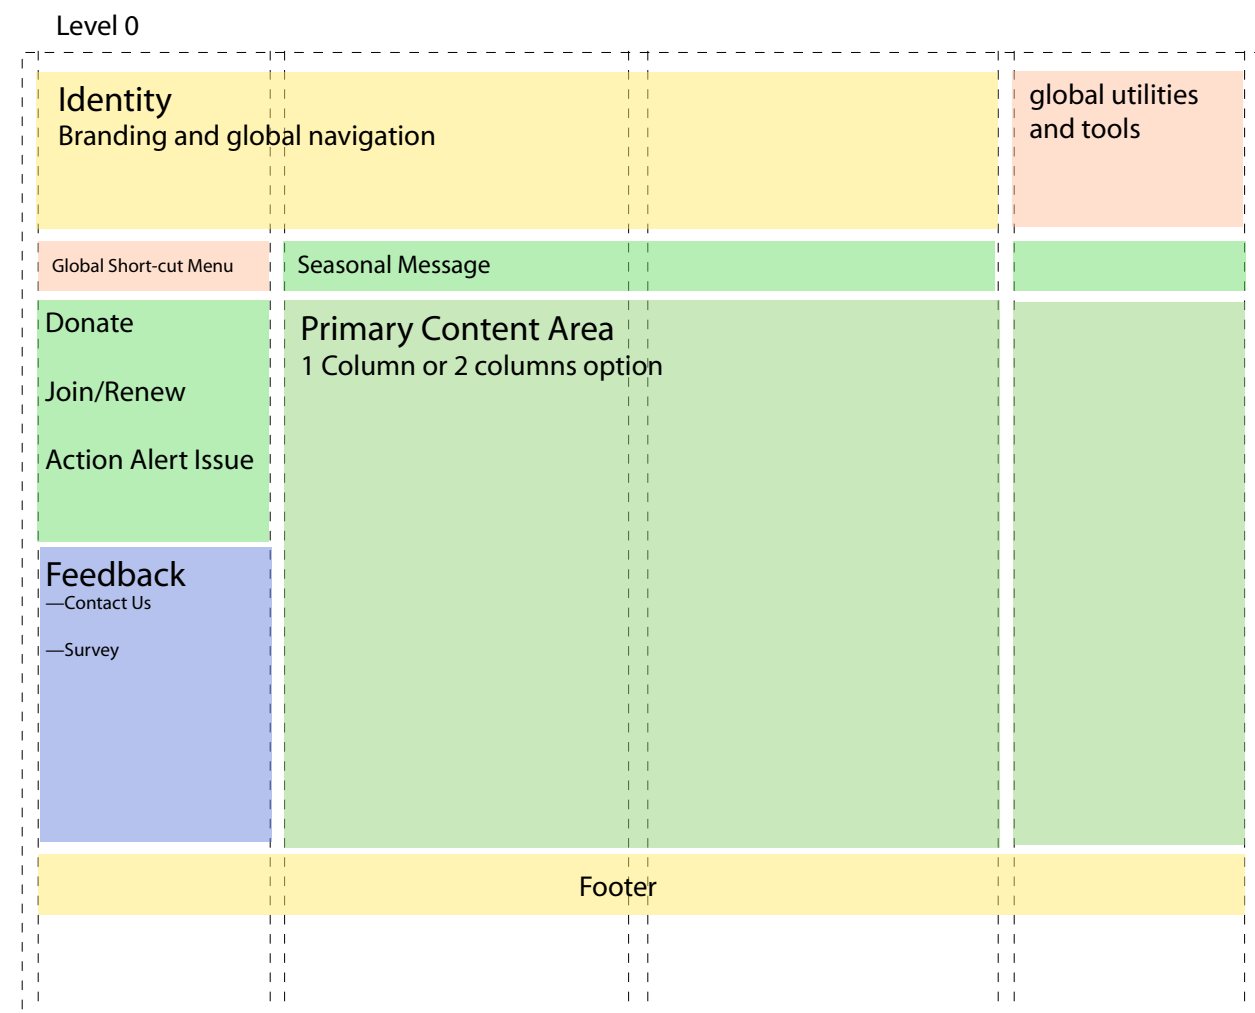 Level 0
Identity
Branding and global navigation
global utilities
and tools
Global Short-cut Menu
Seasonal Message
Donate
Join/Renew
Action Alert Issue
Primary Content Area
1 Column or 2 columns option
Feedback
—Contact Us
—Survey
Footer